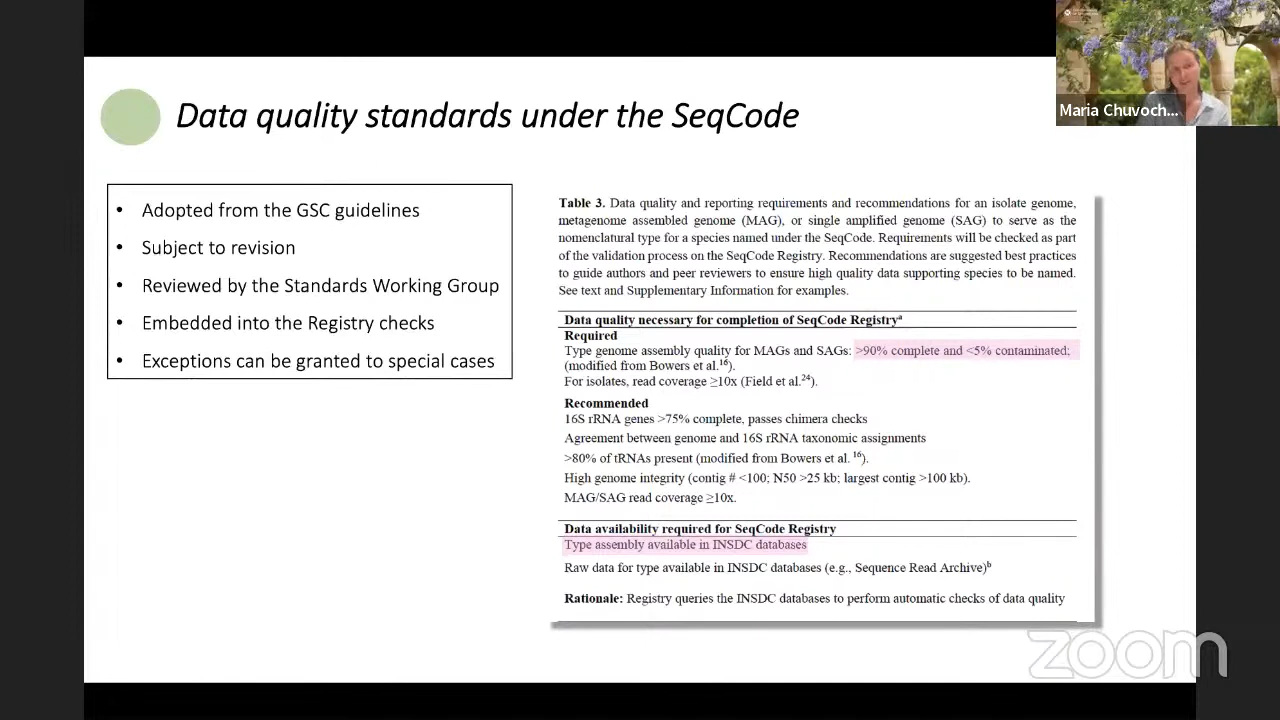 Data quality standards under the SeqCode
Maria Chuvoch...
• Adopted from the GSC guidelines
• Subject to revision
• Reviewed by the Standards Working Group
• Embedded into the Registry checks
• Exceptions can be granted to special cases
Table 3. Data quality and reporting requirements and recommendations for an isolate genome,
metagenome assembled genome (MAG), or single amplified genome (SAG) to serve as the
nomenclatural type for a species named under the SeqCode. Requirements will be checked as part
of the validation process on the SeqCode Registry. Recommendations are suggested best practices
to guide authors and peer reviewers to ensure high quality data supporting species to be named.
See text and Supplementary Information for examples.
Data quality necessary for completion of SeqCode Registryᵃ
Required
Type genome assembly quality for MAGs and SAGs: >90% complete and <5% contaminated;
(modified from Bowers et al.¹⁶).
For isolates, read coverage ≥10x (Field et al.²⁴).
Recommended
16S rRNA genes >75% complete, passes chimera checks
Agreement between genome and 16S rRNA taxonomic assignments
>80% of tRNAs present (modified from Bowers et al. ¹⁶).
High genome integrity (contig # <100; N50 >25 kb; largest contig >100 kb).
MAG/SAG read coverage ≥10x.
Data availability required for SeqCode Registry
Type assembly available in INSDC databases
Raw data for type available in INSDC databases (e.g., Sequence Read Archive)ᵇ
Rationale: Registry queries the INSDC databases to perform automatic checks of data quality
zoom